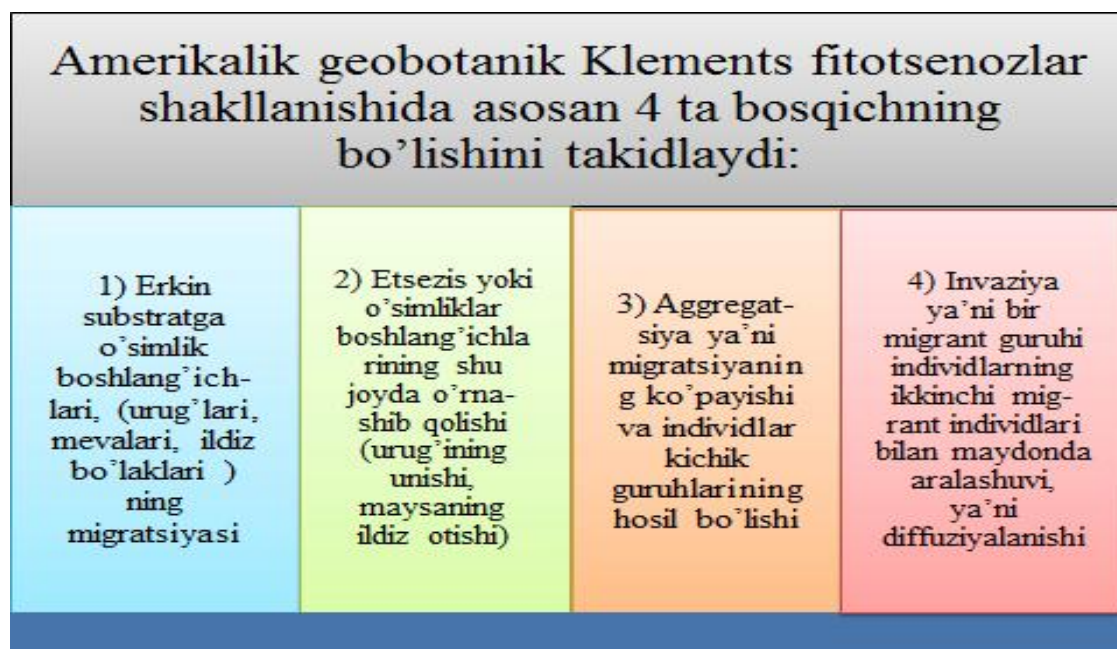 Amerikalik geobotanik Klements fitotsenozlar
shakllanishida asosan 4 ta bosqichning
bo’lishini takidlaydi:
1) Erkin
substratga
o’simlik
boshlang’ich-
lari, (urug’lari,
mevalari, ildiz
bo’laklari )
ning
migratsiyasi
2) Etsezis yoki
o’simliklar
boshlang’ichla
rining shu
joyda o’rna-
shib qolishi
(urug’ining
unishi,
maysaning
ildiz otishi)
3) Aggregat-
siya ya’ni
migratsiyanin
g ko’payishi
va individlar
kichik
guruhlarining
hosil bo’lishi
4) Invaziya
ya’ni bir
migrant guruhi
individlarning
ikkinchi mig-
rant individlari
bilan maydonda
aralashuvi,
ya’ni
diffuziyalanishi